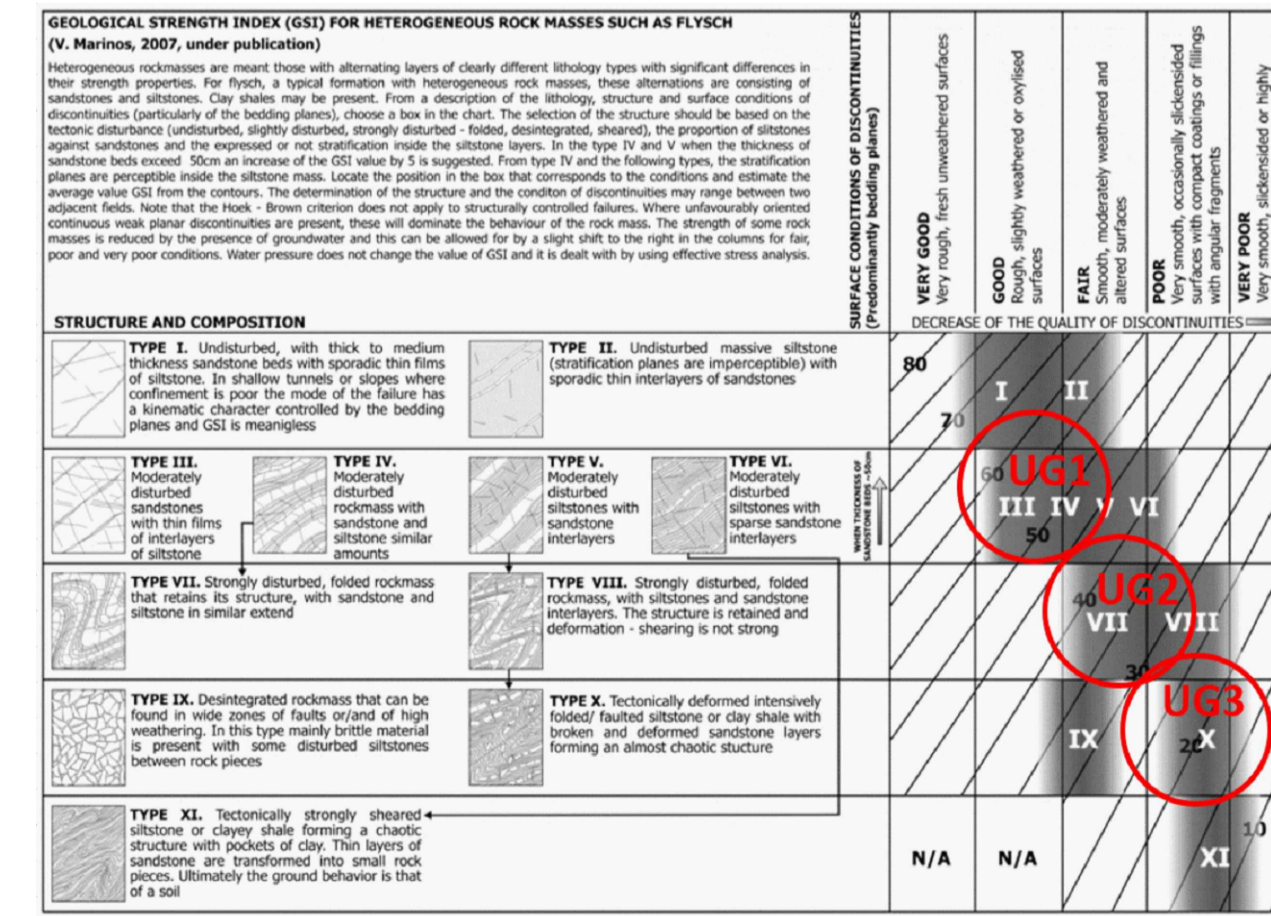 GEOLOGICAL STRENGTH INDEX (GSI) FOR HETEROGENEOUS ROCK MASSES SUCH AS FLYSCH
(V. Marinos, 2007, under publication)
Heterogeneous rockmasses are meant those with alternating layers of clearly different lithology types with significant differences in
their strength properties. For flysch, a typical formation with heterogeneous rock masses, these alternations are consisting of
sandstones and siltstones. Clay shales may be present. From a description of the lithology, structure and surface conditions of
discontinuities (particularly of the bedding planes), choose a box in the chart. The selection of the structure should be based on the
tectonic disturbance (undisturbed, slightly disturbed, strongly disturbed - folded, desintegrated, sheared), the proportion of slitstones
against sandstones and the expressed or not stratification inside the siltstone layers. In the type IV and V when the thickness of
sandstone beds exceed 50cm an increase of the GSI value by 5 is suggested. From type IV and the following types, the stratification
planes are perceptible inside the siltstone mass. Locate the position in the box that corresponds to the conditions and estimate the
average value GSI from the contours. The determination of the structure and the conditon of discontinuities may range between two
adjacent fields. Note that the Hoek - Brown criterion does not apply to structurally controlled failures. Where unfavourably oriented
continuous weak planar discontinuities are present, these will dominate the behaviour of the rock mass. The strength of some rock
masses is reduced by the presence of groundwater and this can be allowed for by a slight shift to the right in the columns for fair,
poor and very poor conditions. Water pressure does not change the value of GSI and it is dealt with by using effective stress analysis.
STRUCTURE AND COMPOSITION
SURFACE CONDITIONS OF DISCONTINUITIES
(Predominantly bedding planes)
VERY GOOD
Very rough, fresh unweathered surfaces
GOOD
Rough, slightly weathered or oxylised
surfaces
FAIR
Smooth, moderately weathered and
altered surfaces
POOR
Very smooth, occasionally slickensided
surfaces with compact coatings or fillings
with angular fragments
VERY POOR
Very smooth, slickensided or highly
DECREASE OF THE QUALITY OF DISCONTINUITIES
TYPE I. Undisturbed, with thick to medium
thickness sandstone beds with sporadic thin films
of siltstone. In shallow tunnels or slopes where
confinement is poor the mode of the failure has
a kinematic character controlled by the bedding
planes and GSI is meanigless
TYPE II. Undisturbed massive siltstone
(stratification planes are imperceptible) with
sporadic thin interlayers of sandstones
80
70
I II
TYPE III.
Moderately
disturbed
sandstones
with thin films
of interlayers
of siltstone
TYPE IV.
Moderately
disturbed
rockmass with
sandstone and
siltstone similar
amounts
TYPE V.
Moderately
disturbed
siltstones with
sandstone
interlayers
TYPE VI.
Moderately
disturbed
siltstones with
sparse sandstone
interlayers
WHEN THICKNESS OF
SANDSTONE BEDS >50cm
60 UG1
III IV V VI
50
TYPE VII. Strongly disturbed, folded rockmass
that retains its structure, with sandstone and
siltstone in similar extend
TYPE VIII. Strongly disturbed, folded
rockmass, with siltstones and sandstone
interlayers. The structure is retained and
deformation - shearing is not strong
40 UG2
VII VIII
30
TYPE IX. Desintegrated rockmass that can be
found in wide zones of faults or/and of high
weathering. In this type mainly brittle material
is present with some disturbed siltstones
between rock pieces
TYPE X. Tectonically deformed intensively
folded/ faulted siltstone or clay shale with
broken and deformed sandstone layers
forming an almost chaotic stucture
UG3
IX 20 X
TYPE XI. Tectonically strongly sheared
siltstone or clayey shale forming a chaotic
structure with pockets of clay. Thin layers of
sandstone are transformed into small rock
pieces. Ultimately the ground behavior is that
of a soil
N/A N/A
10
XI